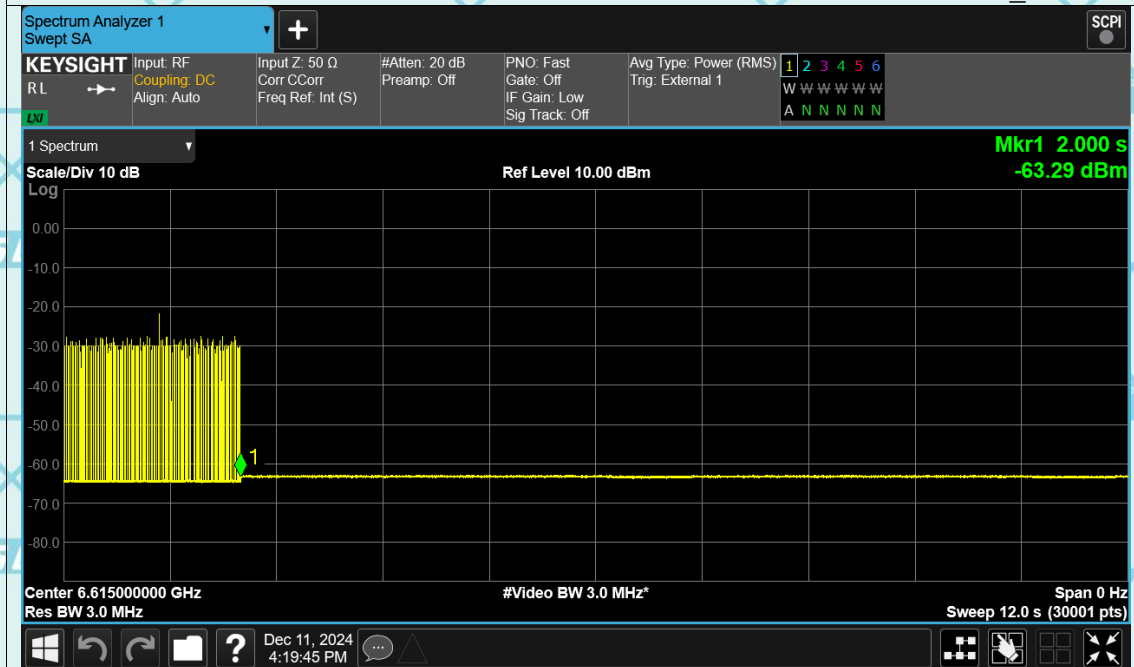 Spectrum Analyzer 1
Swept SA
+
SCPI
KEYSIGHT
RL
LXI
Input: RF
Coupling: DC
Align: Auto
Input Z: 50 Ω
Corr CCorr
Freq Ref: Int (S)
#Atten: 20 dB
Preamp: Off
PNO: Fast
Gate: Off
IF Gain: Low
Sig Track: Off
Avg Type: Power (RMS)
Trig: External 1
1 2 3 4 5 6
W W W W W W
A N N N N N
1 Spectrum
Mkr1 2.000 s
-63.29 dBm
Scale/Div 10 dB
Ref Level 10.00 dBm
Log
0.00
-10.0
-20.0
-30.0
-40.0
-50.0
-60.0
-70.0
-80.0
1
Center 6.615000000 GHz
#Video BW 3.0 MHz*
Span 0 Hz
Res BW 3.0 MHz
Sweep 12.0 s (30001 pts)
?
Dec 11, 2024
4:19:45 PM